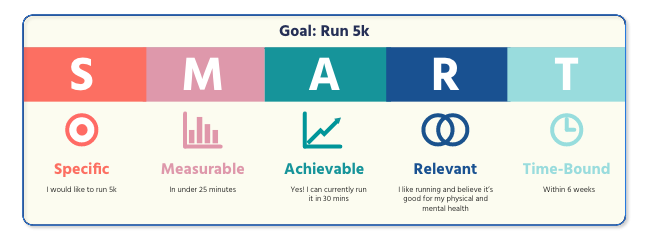 Goal: Run 5k
S M A R T
Specific
I would like to run 5k
Measurable
In under 25 minutes
Achievable
Yes! I can currently run
it in 30 mins
Relevant
I like running and believe it's
good for my physical and
mental health
Time-Bound
Within 6 weeks